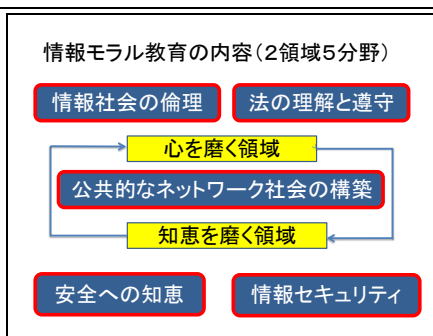 情報モラル教育の内容（２領域５分野）
情報社会の倫理　法の理解と遵守
心を磨く領域
公共的なネットワーク社会の構築
知恵を磨く領域
安全への知恵　情報セキュリティ